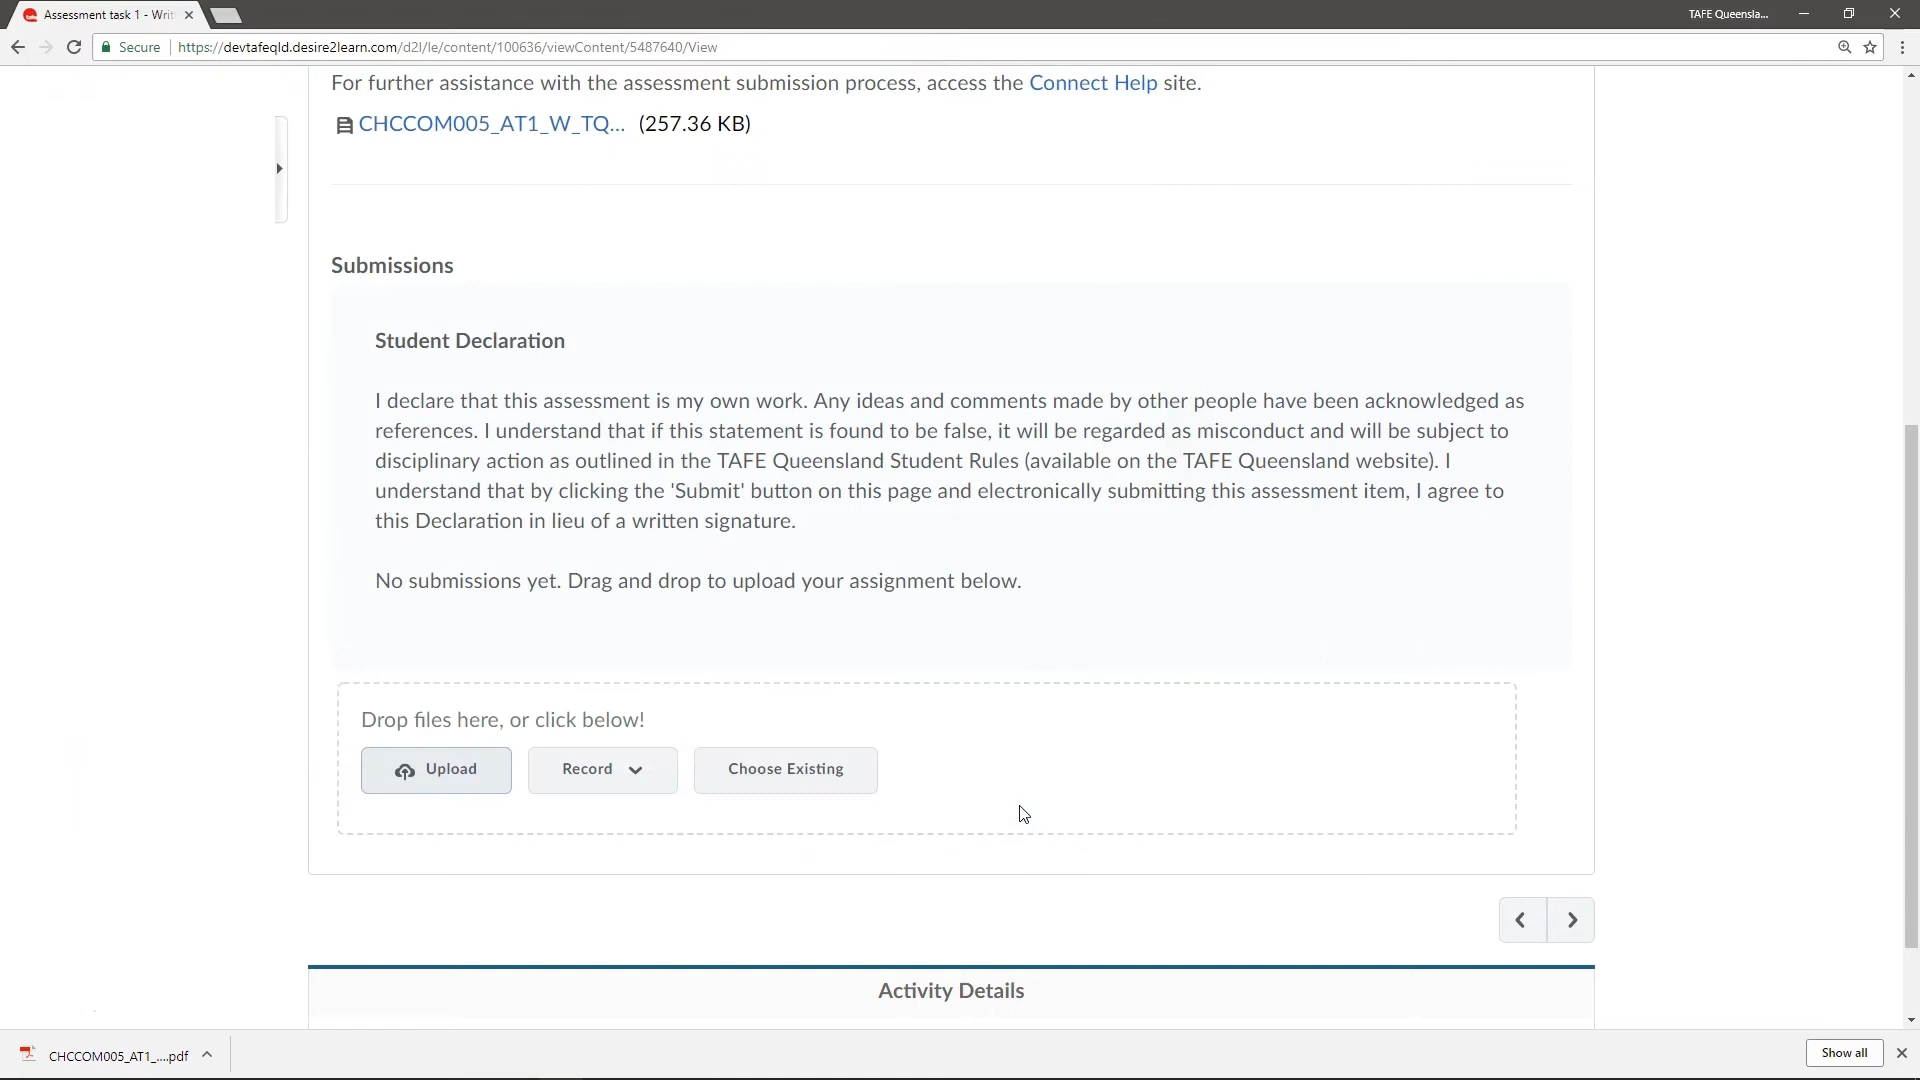 Assessment task 1 - Writ
TAFE Queensla...
Secure
https://devtafeqld.desire2learn.com/d2l/le/content/100636/viewContent/5487640/View
For further assistance with the assessment submission process, access the Connect Help site.
CHCCOM005_AT1_W_TQ... (257.36 KB)
Submissions
Student Declaration
I declare that this assessment is my own work. Any ideas and comments made by other people have been acknowledged as
references. I understand that if this statement is found to be false, it will be regarded as misconduct and will be subject to
disciplinary action as outlined in the TAFE Queensland Student Rules (available on the TAFE Queensland website). I
understand that by clicking the 'Submit' button on this page and electronically submitting this assessment item, I agree to
this Declaration in lieu of a written signature.
No submissions yet. Drag and drop to upload your assignment below.
Drop files here, or click below!
Upload
Record
Choose Existing
Activity Details
CHCCOM005_AT1_....pdf
Show all